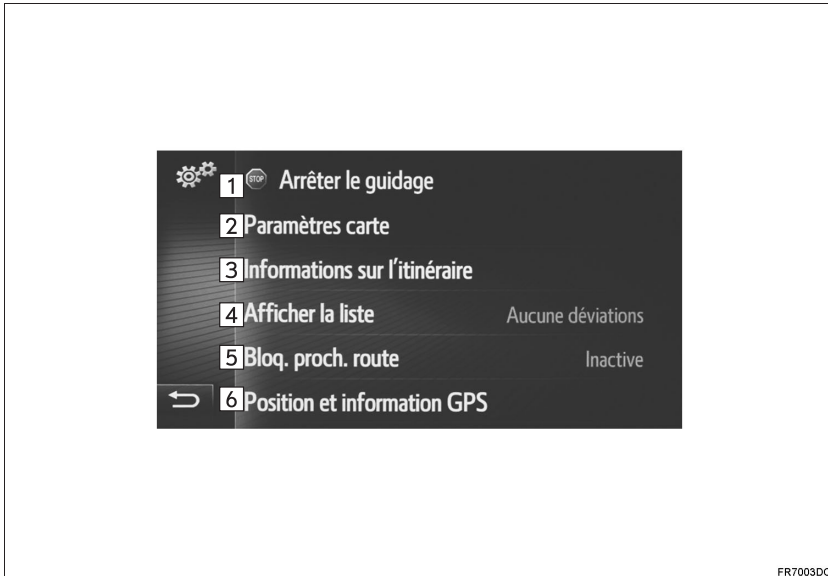 1 STOP Arrêter le guidage
2 Paramètres carte
3 Informations sur l'itinéraire
4 Afficher la liste Aucune déviations
5 Bloq. proch. route Inactive
6 Position et information GPS